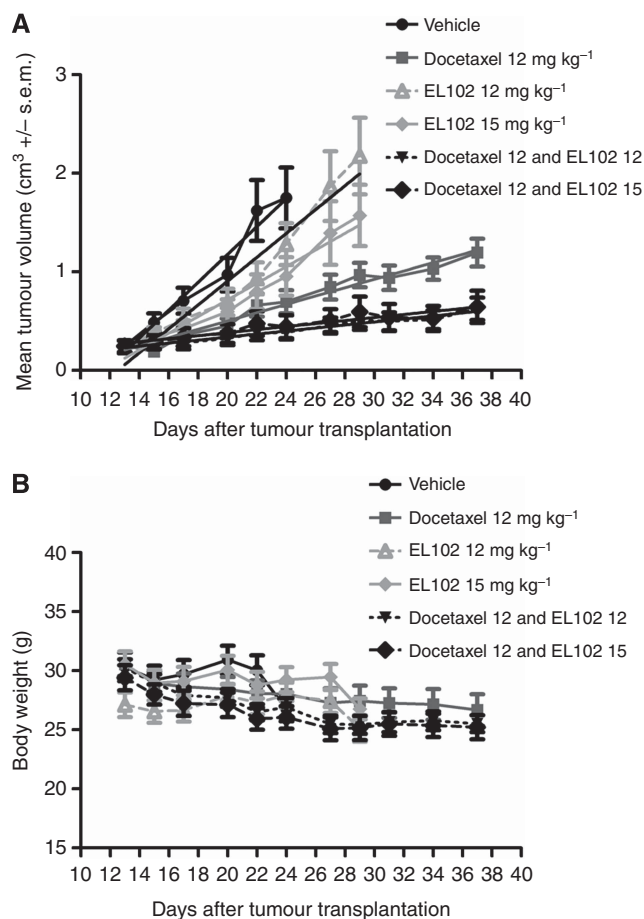 A
Vehicle
Docetaxel 12 mg kg⁻¹
EL102 12 mg kg⁻¹
EL102 15 mg kg⁻¹
Docetaxel 12 and EL102 12
Docetaxel 12 and EL102 15
Mean tumour volume (cm³ +/− s.e.m.)
3
2
1
0
10 12 14 16 18 20 22 24 26 28 30 32 34 36 38 40
Days after tumour transplantation
B
Vehicle
Docetaxel 12 mg kg⁻¹
EL102 12 mg kg⁻¹
EL102 15 mg kg⁻¹
Docetaxel 12 and EL102 12
Docetaxel 12 and EL102 15
Body weight (g)
40
35
30
25
20
15
10 12 14 16 18 20 22 24 26 28 30 32 34 36 38 40
Days after tumour transplantation